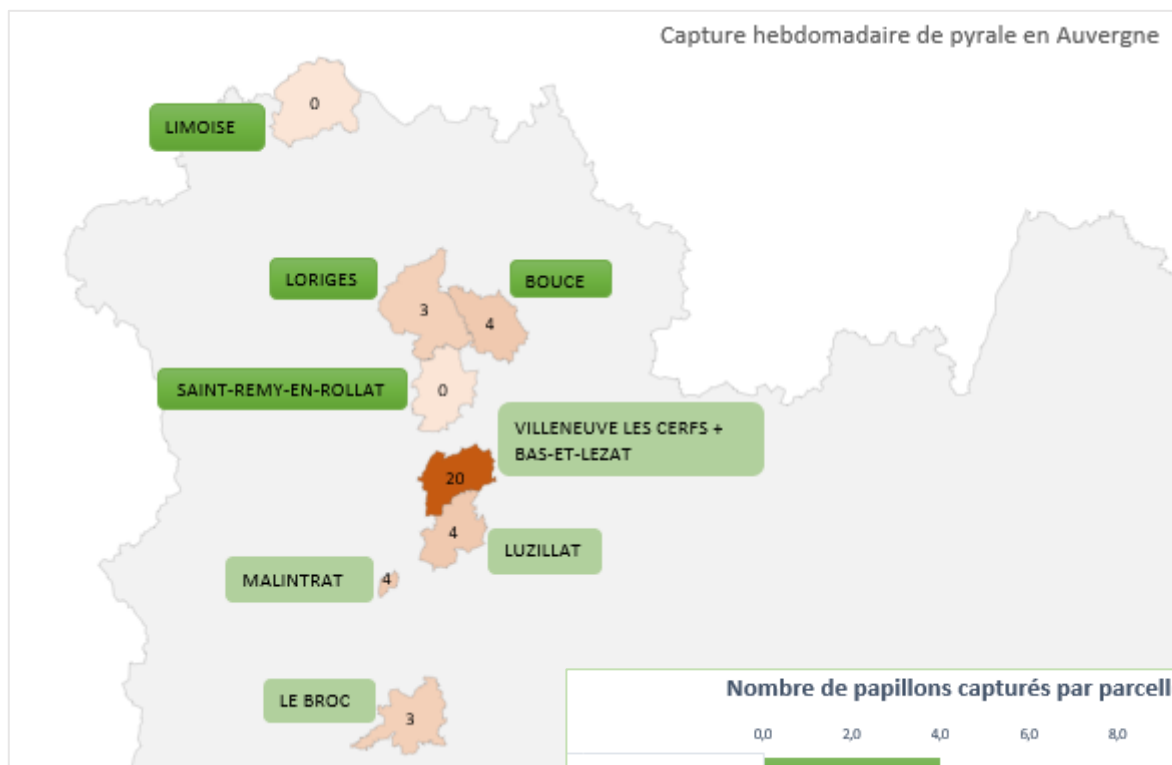 Capture hebdomadaire de pyrale en Auvergne
0
LIMOISE
LORIGES
BOUCE
3
4
SAINT-REMY-EN-ROLLAT
0
VILLENEUVE LES CERFS +
BAS-ET-LEZAT
20
4
LUZILLAT
MALINTRAT
4
LE BROC
3
Nombre de papillons capturés par parcell
0,0
2,0
4,0
6,0
8,0